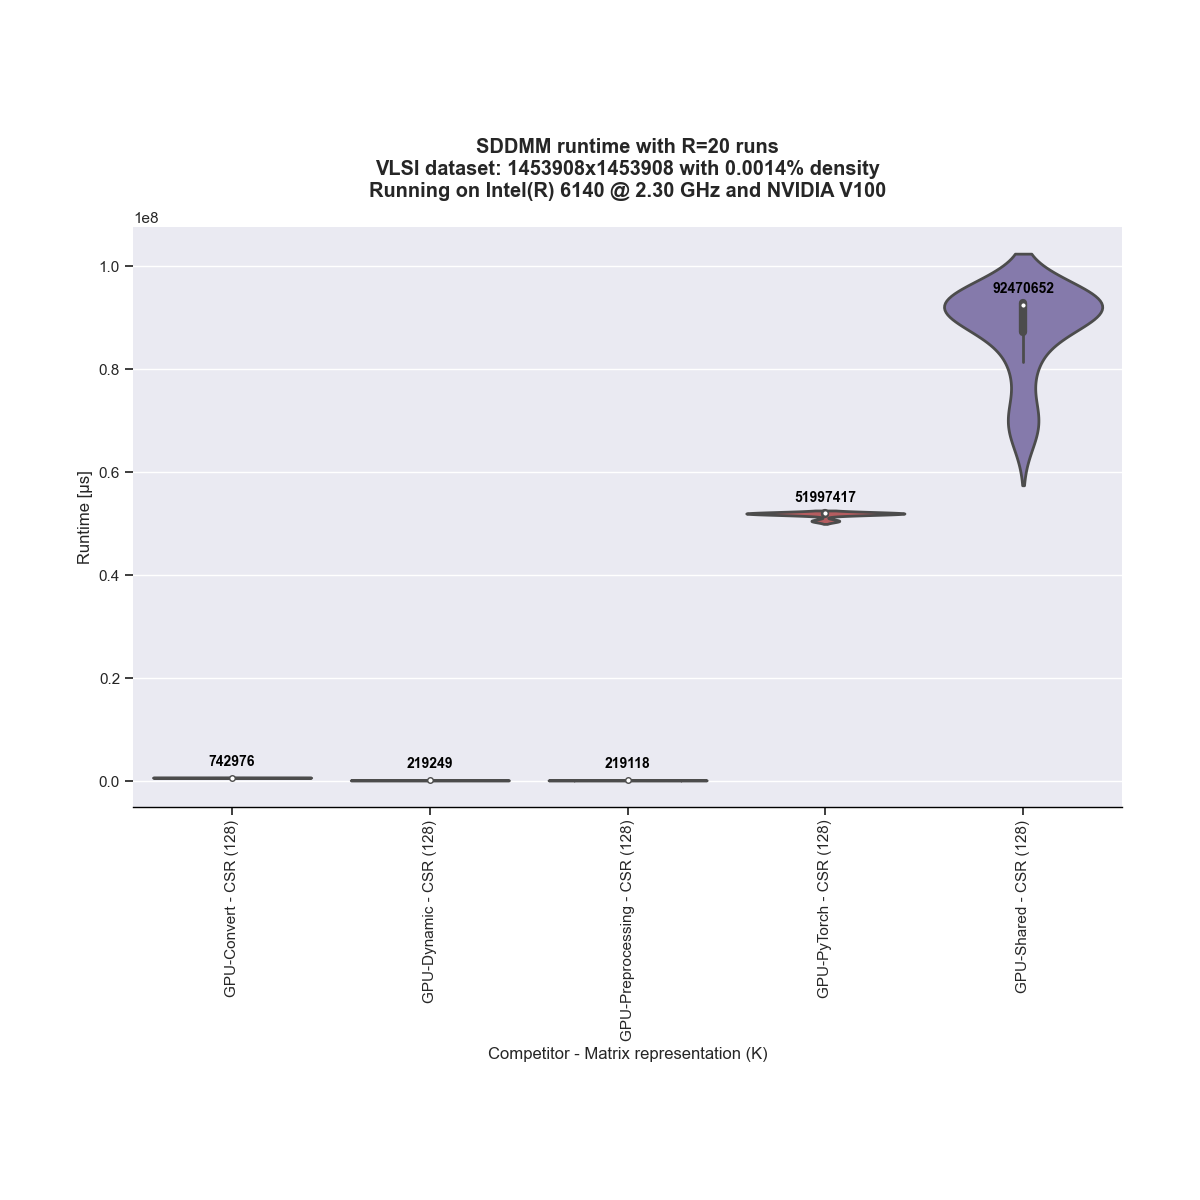 SDDMM runtime with R=20 runs
VLSI dataset: 1453908x1453908 with 0.0014% density
Running on Intel(R) 6140 @ 2.30 GHz and NVIDIA V100
1e8
1.0
0.8
0.6
0.4
0.2
0.0
Runtime [µs]
742976
219249
219118
51997417
92470652
GPU-Convert - CSR (128)
GPU-Dynamic - CSR (128)
GPU-Preprocessing - CSR (128)
GPU-PyTorch - CSR (128)
GPU-Shared - CSR (128)
Competitor - Matrix representation (K)